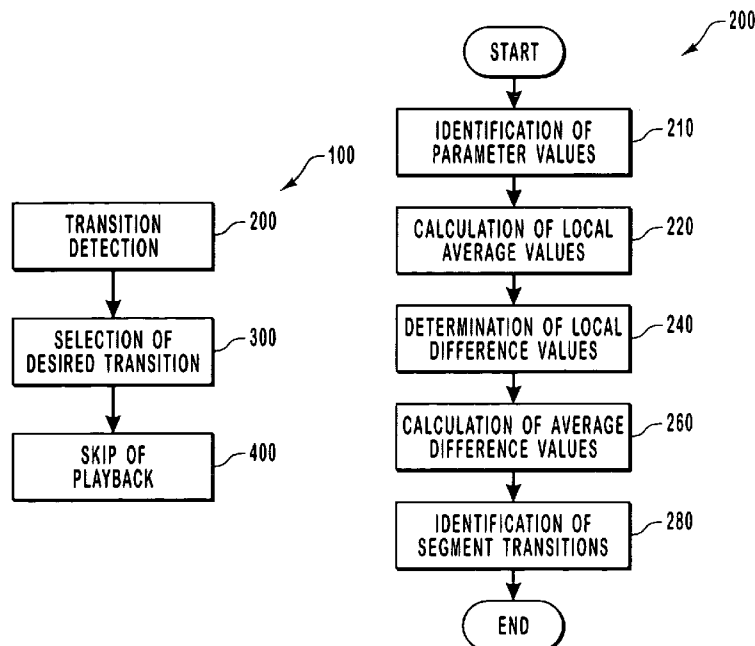 100
TRANSITION
DETECTION
200
SELECTION OF
DESIRED TRANSITION
300
SKIP OF
PLAYBACK
400
200
START
IDENTIFICATION OF
PARAMETER VALUES
210
CALCULATION OF LOCAL
AVERAGE VALUES
220
DETERMINATION OF LOCAL
DIFFERENCE VALUES
240
CALCULATION OF AVERAGE
DIFFERENCE VALUES
260
IDENTIFICATION OF
SEGMENT TRANSITIONS
280
END